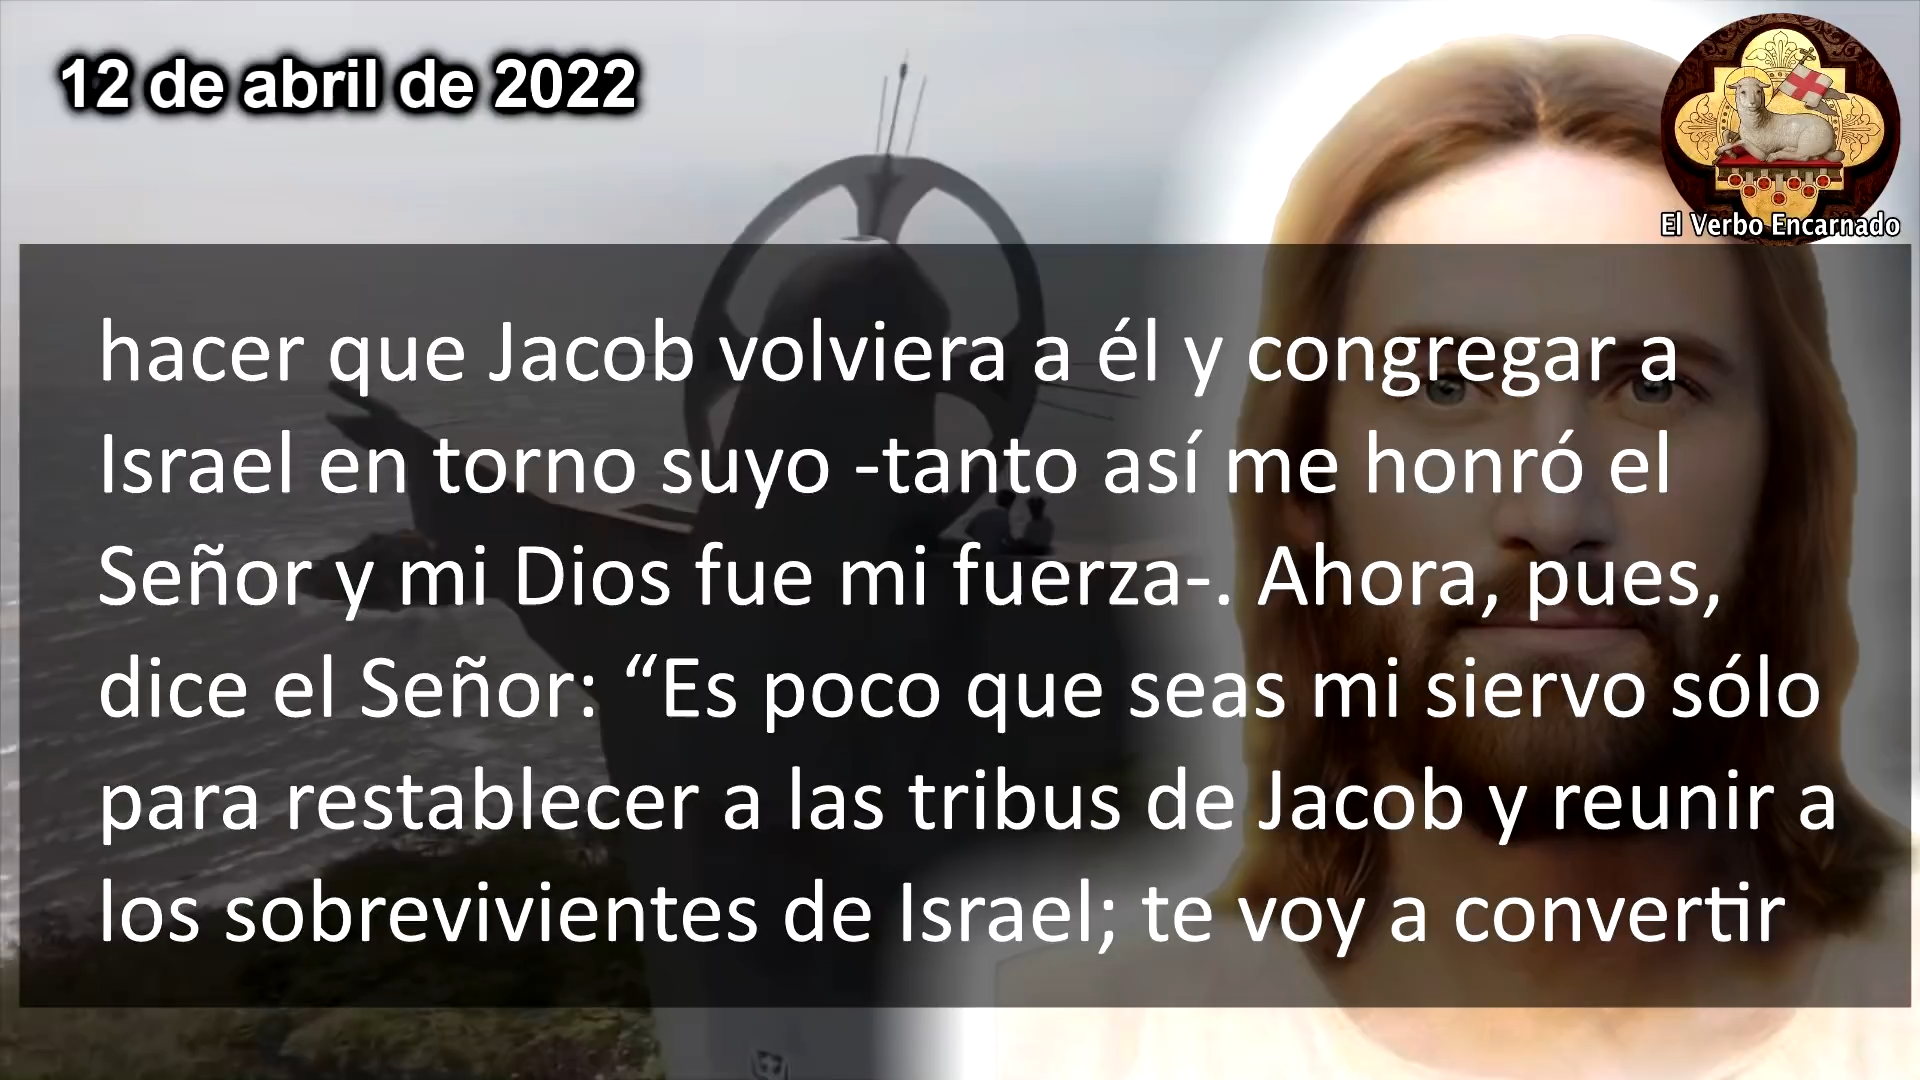 12 de abril de 2022
El Verbo Encarnado
hacer que Jacob volviera a él y congregar a
Israel en torno suyo -tanto así me honró el
Señor y mi Dios fue mi fuerza-. Ahora, pues,
dice el Señor: “Es poco que seas mi siervo sólo
para restablecer a las tribus de Jacob y reunir a
los sobrevivientes de Israel; te voy a convertir